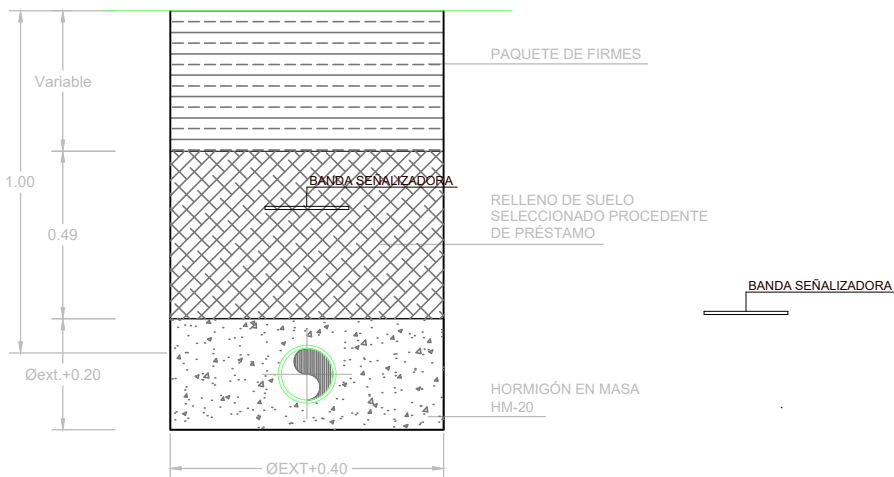 PAQUETE DE FIRMES
Variable
1.00
BANDA SEÑALIZADORA
RELLENO DE SUELO
SELECCIONADO PROCEDENTE
DE PRÉSTAMO
0.49
BANDA SEÑALIZADORA
Øext.+0.20
HORMIGÓN EN MASA
HM-20
ØEXT+0.40